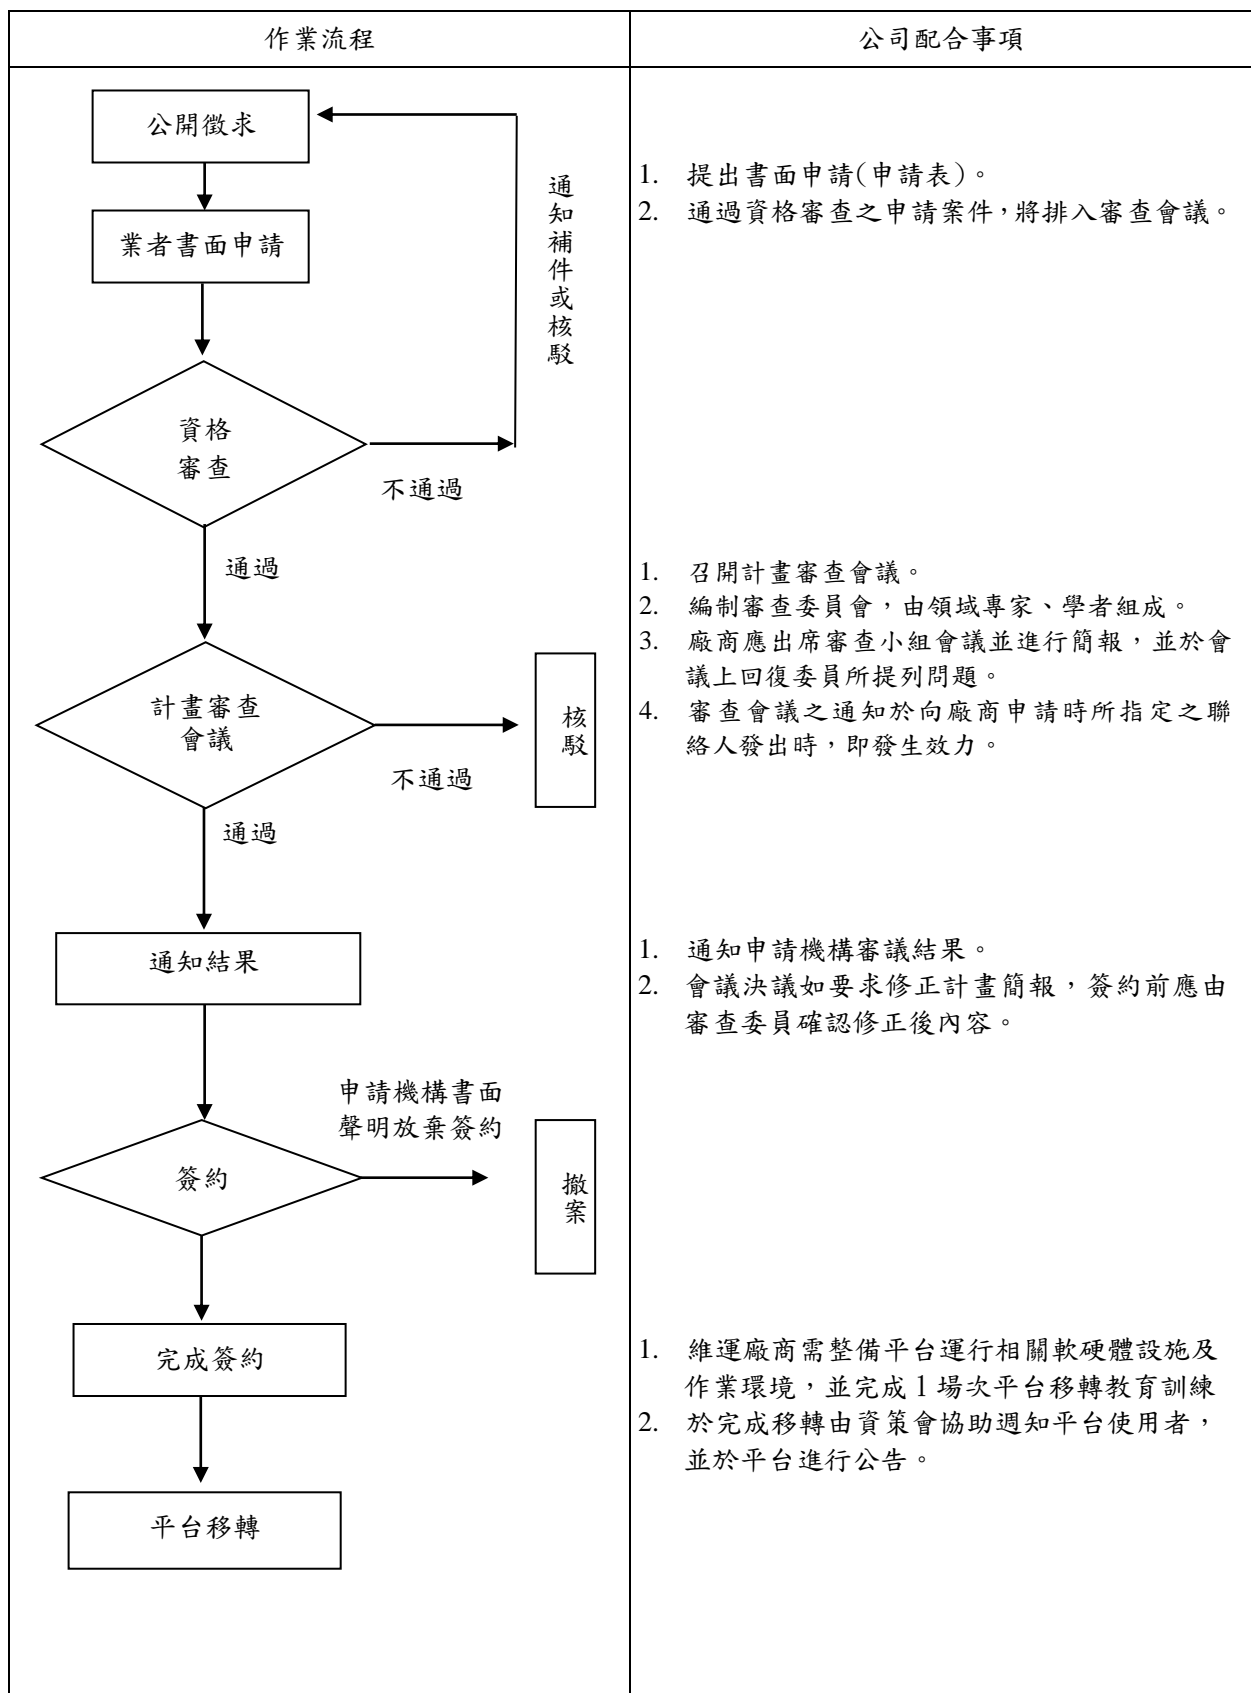 作業流程
公司配合事項
公開徵求
業者書面申請
通知補件或核駁
資格
審查
不通過
通過
1. 提出書面申請(申請表)。
2. 通過資格審查之申請案件,將排入審查會議。
計畫審查
會議
不通過
核駁
通過
1. 召開計畫審查會議。
2. 編制審查委員會,由領域專家、學者組成。
3. 廠商應出席審查小組會議並進行簡報,並於會
議上回復委員所提列問題。
4. 審查會議之通知於向廠商申請時所指定之聯
絡人發出時,即發生效力。
通知結果
1. 通知申請機構審議結果。
2. 會議決議如要求修正計畫簡報,簽約前應由
審查委員確認修正後內容。
申請機構書面
聲明放棄簽約
簽約
撤案
完成簽約
平台移轉
1. 維運廠商需整備平台運行相關軟硬體設施及
作業環境,並完成 1 場次平台移轉教育訓練
2. 於完成移轉由資策會協助週知平台使用者,
並於平台進行公告。